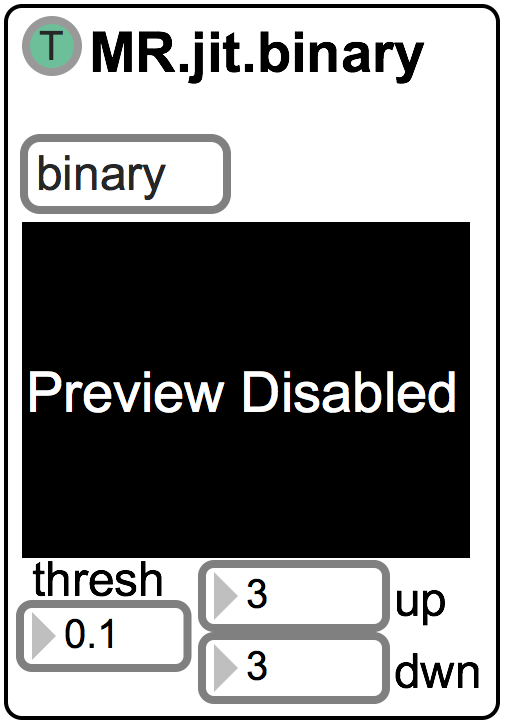 T MR.jit.binary
binary
Preview Disabled
thresh
0.1
3 up
3 dwn